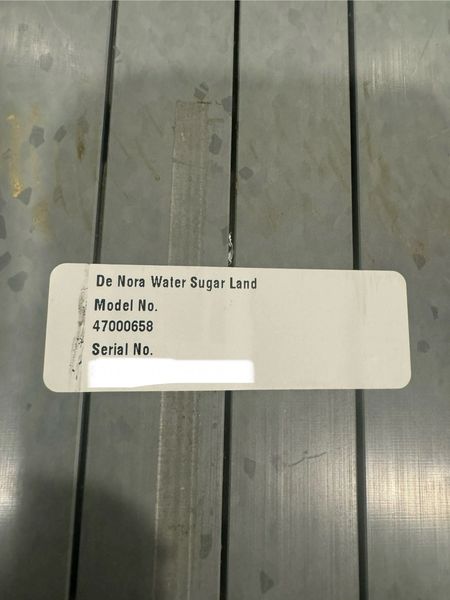 De Nora Water Sugar Land
Model No.
47000658
Serial No.